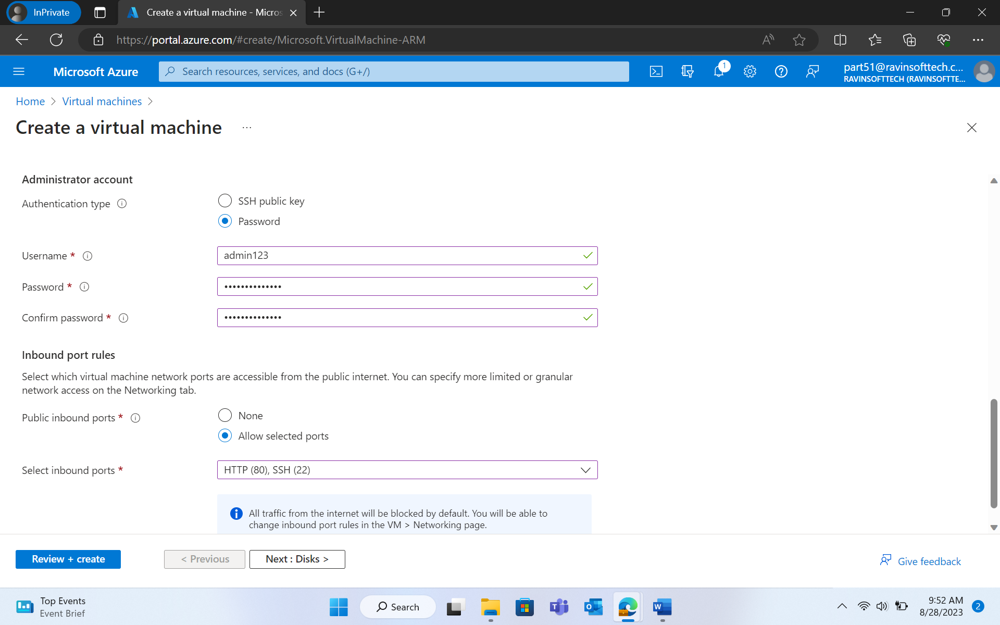 InPrivate
Create a virtual machine - Micros
https://portal.azure.com/#create/Microsoft.VirtualMachine-ARM
Microsoft Azure
Search resources, services, and docs (G+/)
1
part51@ravinsofttech.c...
RAVINSOFTTECH (RAVINSOFTTE...
Home > Virtual machines >
Create a virtual machine ...
Administrator account
Authentication type
SSH public key
Password
Username *
admin123
Password *
••••••••••••••
Confirm password *
••••••••••••••
Inbound port rules
Select which virtual machine network ports are accessible from the public internet. You can specify more limited or granular
network access on the Networking tab.
Public inbound ports *
None
Allow selected ports
Select inbound ports *
HTTP (80), SSH (22)
All traffic from the internet will be blocked by default. You will be able to
change inbound port rules in the VM > Networking page.
Review + create
< Previous
Next : Disks >
Give feedback
Top Events
Event Brief
Search
9:52 AM
8/28/2023
2